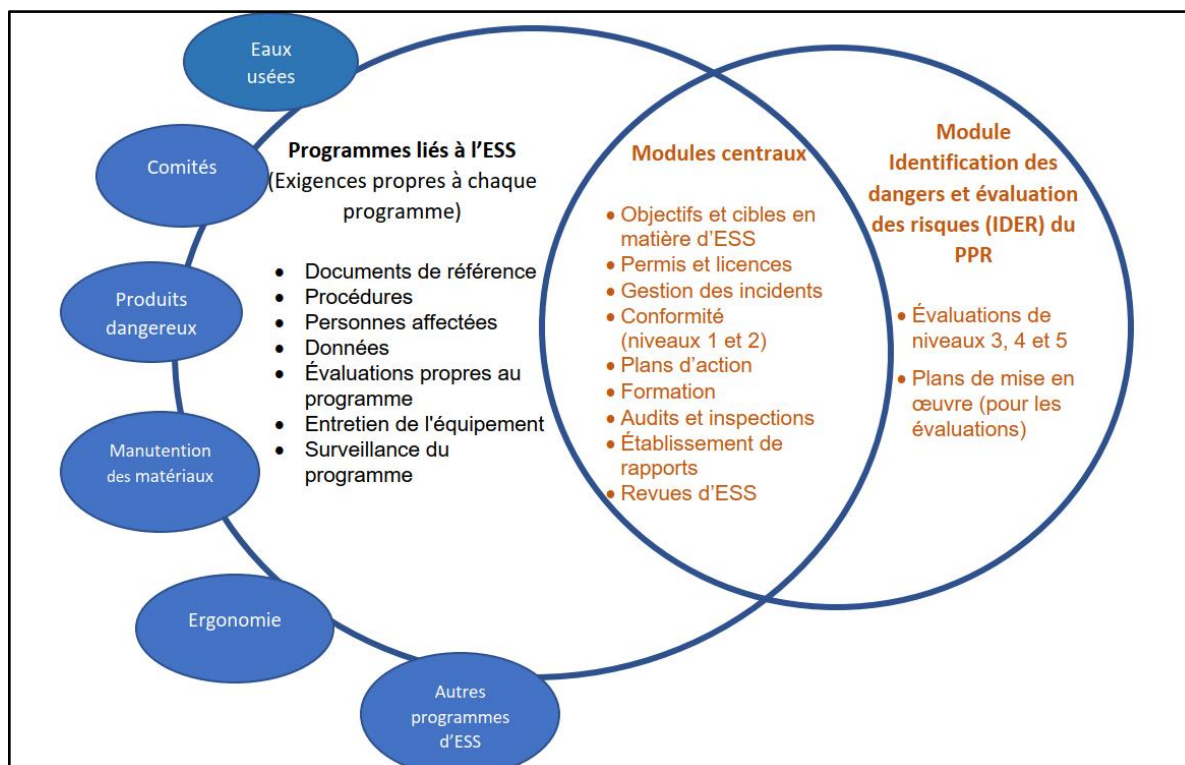 Eaux
usées
Comités
Produits
dangereux
Manutention
des matériaux
Ergonomie
Autres
programmes
d’ESS
Programmes liés à l’ESS
(Exigences propres à chaque
programme)
• Documents de référence
• Procédures
• Personnes affectées
• Données
• Évaluations propres au
programme
• Entretien de l'équipement
• Surveillance du
programme
Modules centraux
• Objectifs et cibles en
matière d’ESS
• Permis et licences
• Gestion des incidents
• Conformité
(niveaux 1 et 2)
• Plans d’action
• Formation
• Audits et inspections
• Établissement de
rapports
• Revues d’ESS
Module
Identification des
dangers et évaluation
des risques (IDER) du
PPR
• Évaluations de
niveaux 3, 4 et 5
• Plans de mise en
œuvre (pour les
évaluations)